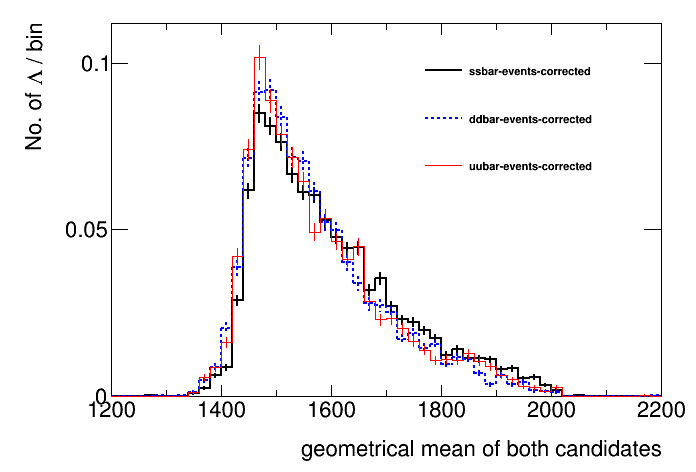 No. of Λ / bin
0.1
0.05
0
ssbar-events-corrected
ddbar-events-corrected
uubar-events-corrected
1200 1400 1600 1800 2000 2200
geometrical mean of both candidates